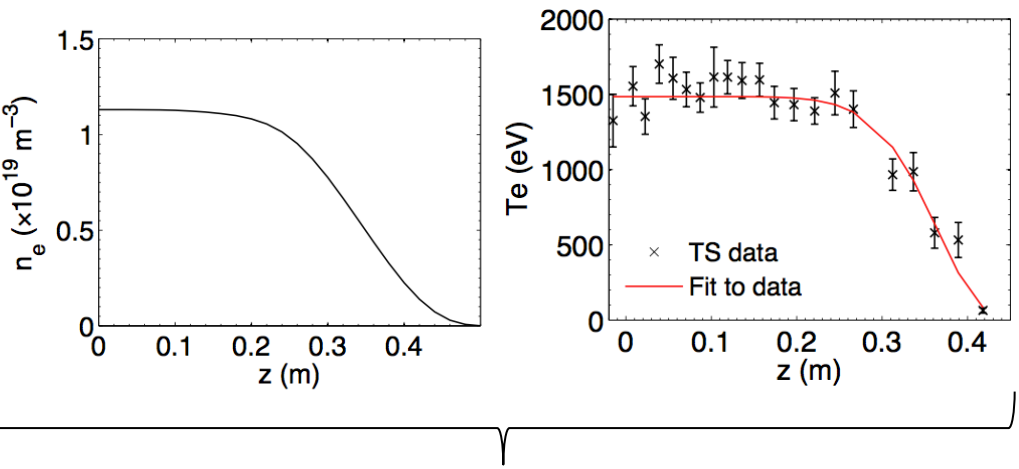 1.5
1
0.5
0
n_e (×10^19 m^−3)
0 0.1 0.2 0.3 0.4
z (m)
2000
1500
1000
500
0
Te (eV)
× TS data
Fit to data
0 0.1 0.2 0.3 0.4
z (m)